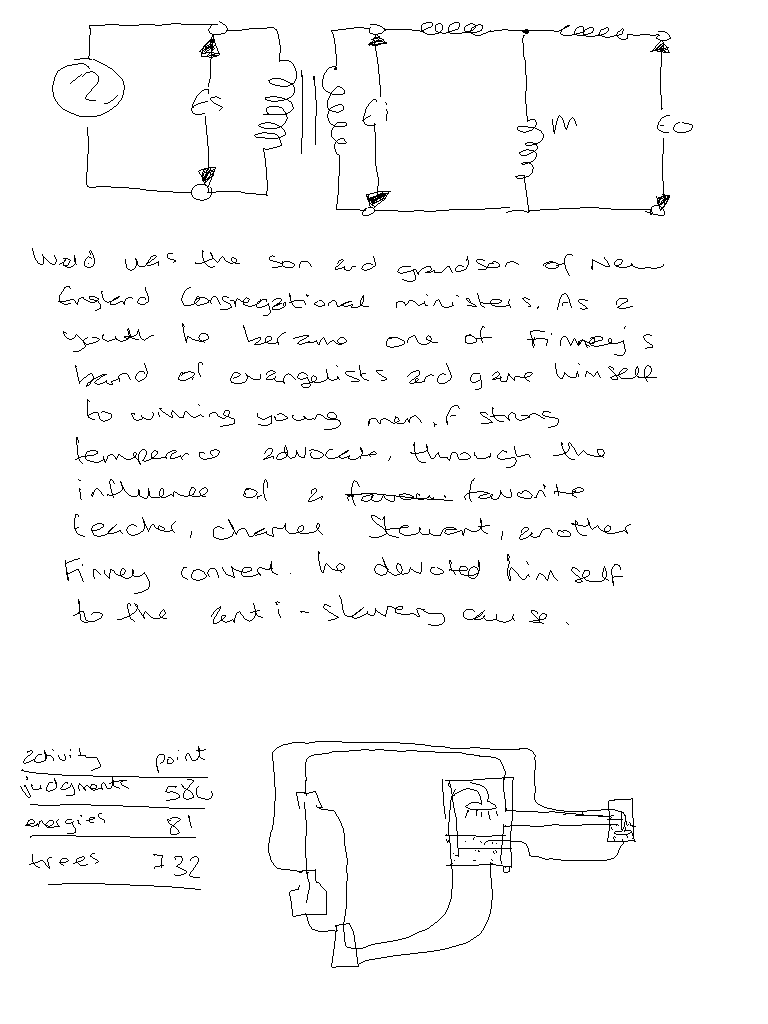 Es
Ei
M
EO
Weld was the son and grandson of New
England Congregational ministers. As a
youth he became one of Finney's
band of evangelists and gave himself
to winning young men. A strong
temperance advocate, through the
influence of a favorite
teacher, Charles Stewart, another
Finney convert. he devoted himself
to the anti-slavery cause.
activity point
judgments 580
energies 81
trees 732